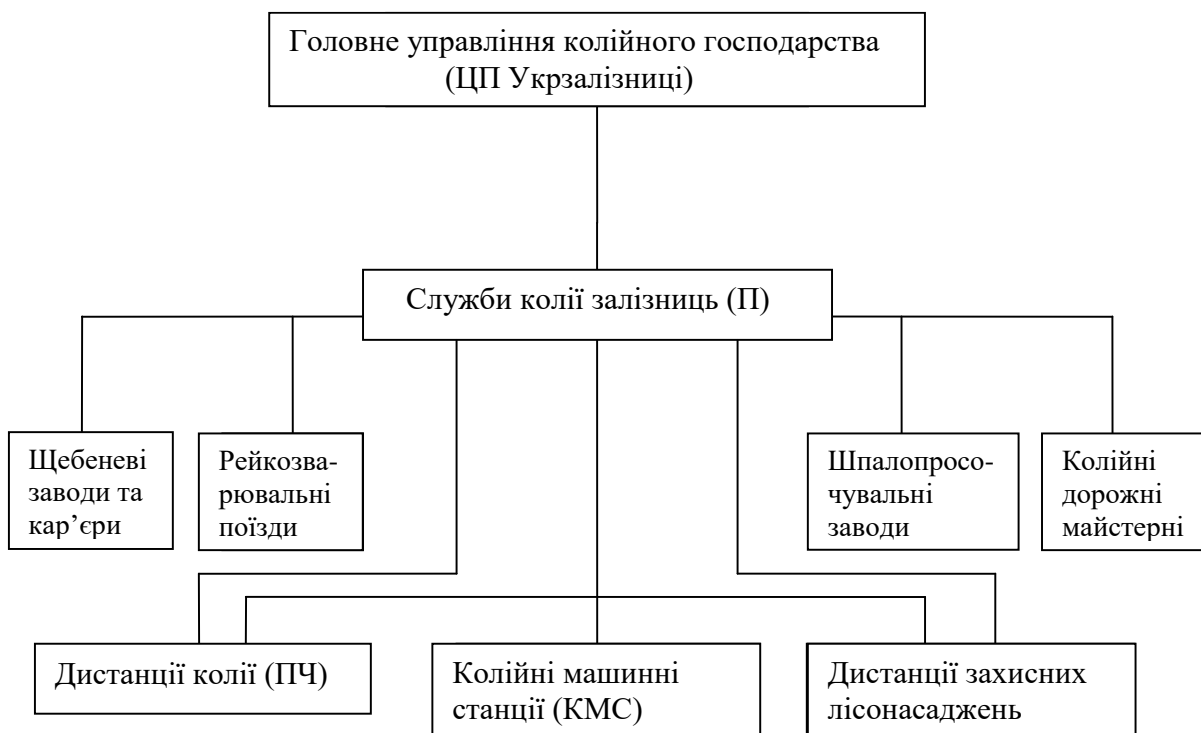 Головне управління колійного господарства
(ЦП Укрзалізниці)
Служби колії залізниць (П)
Щебеневі
заводи та
кар’єри
Рейкозва-
рювальні
поїзди
Шпалопросо-
чувальні
заводи
Колійні
дорожні
майстерні
Дистанції колії (ПЧ)
Колійні машинні
станції (КМС)
Дистанції захисних
лісонасаджень